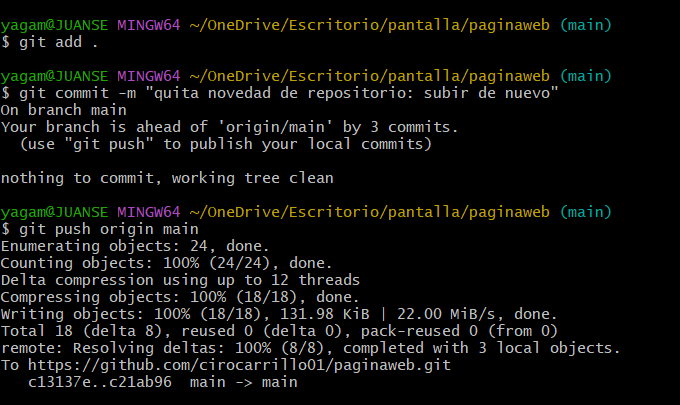 yagam@JUANSE MINGW64 ~/OneDrive/Escritorio/pantalla/paginaweb (main)
$ git add .
yagam@JUANSE MINGW64 ~/OneDrive/Escritorio/pantalla/paginaweb (main)
$ git commit -m "quita novedad de repositorio: subir de nuevo"
On branch main
Your branch is ahead of 'origin/main' by 3 commits.
  (use "git push" to publish your local commits)
nothing to commit, working tree clean
yagam@JUANSE MINGW64 ~/OneDrive/Escritorio/pantalla/paginaweb (main)
$ git push origin main
Enumerating objects: 24, done.
Counting objects: 100% (24/24), done.
Delta compression using up to 12 threads
Compressing objects: 100% (18/18), done.
Writing objects: 100% (18/18), 131.98 KiB | 22.00 MiB/s, done.
Total 18 (delta 8), reused 0 (delta 0), pack-reused 0 (from 0)
remote: Resolving deltas: 100% (8/8), completed with 3 local objects.
To https://github.com/cirocarrillo01/paginaweb.git
   c13137e..c21ab96  main -> main